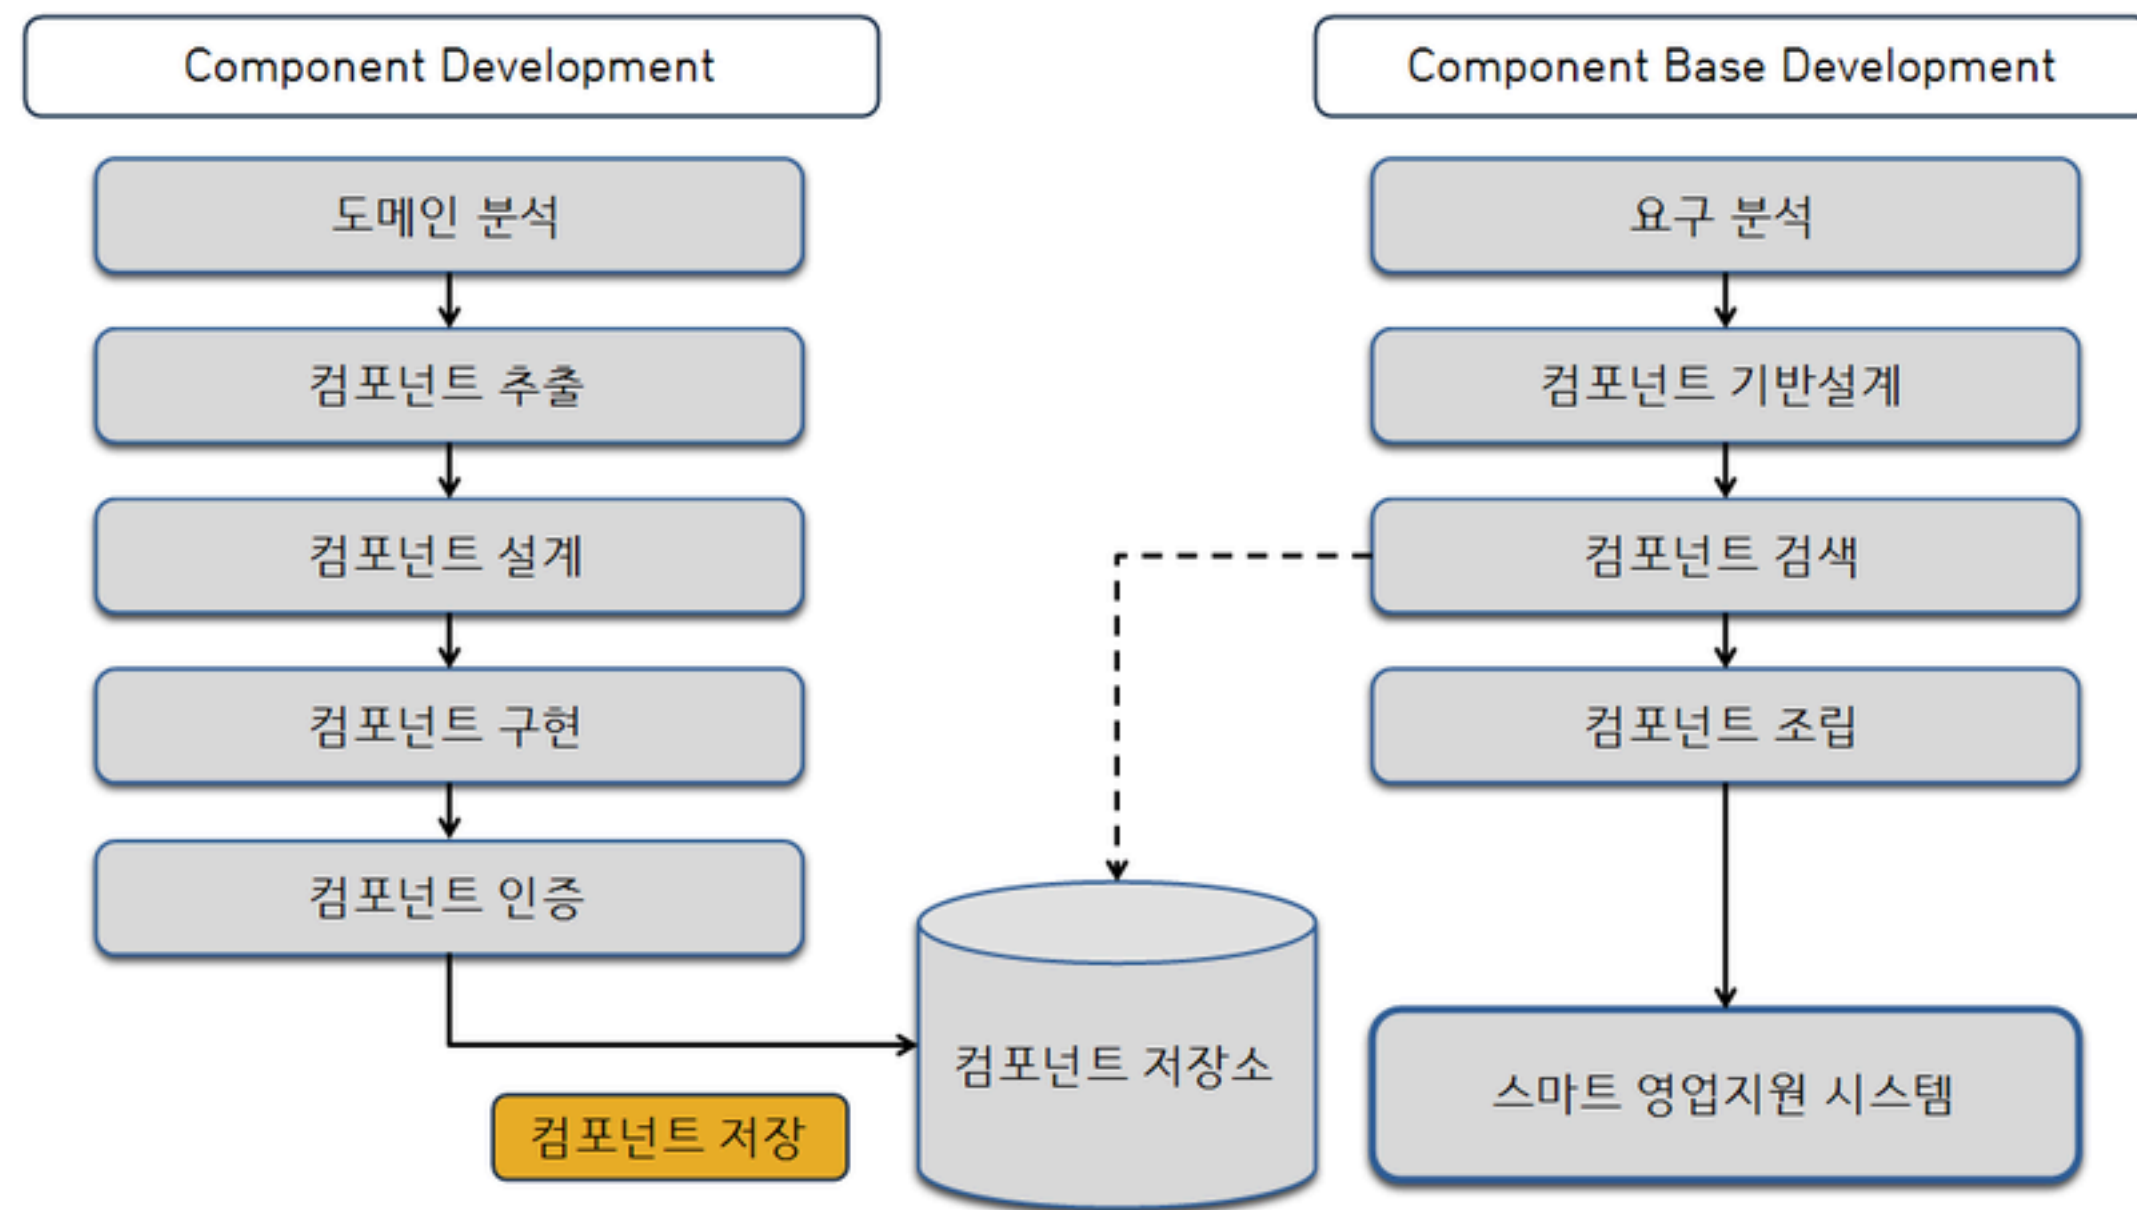 Component Development
도메인 분석
컴포넌트 추출
컴포넌트 설계
컴포넌트 구현
컴포넌트 인증
컴포넌트 저장
컴포넌트 저장소
Component Base Development
요구 분석
컴포넌트 기반설계
컴포넌트 검색
컴포넌트 조립
스마트 영업지원 시스템